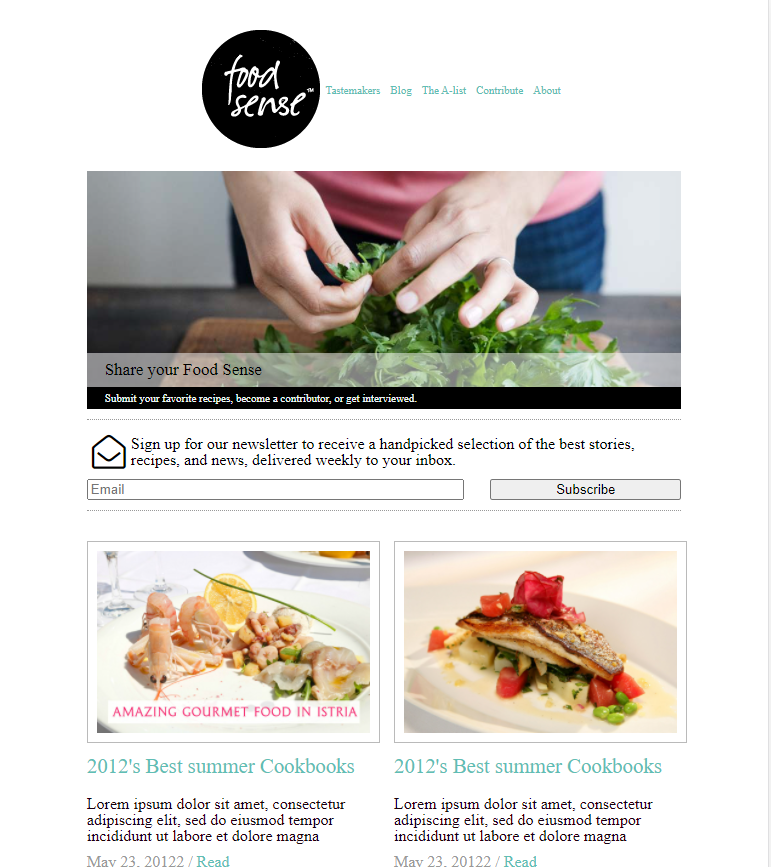 food
sense™
Tastemakers Blog The A-list Contribute About
Share your Food Sense
Submit your favorite recipes, become a contributor, or get interviewed.
Sign up for our newsletter to receive a handpicked selection of the best stories,
recipes, and news, delivered weekly to your inbox.
Email Subscribe
AMAZING GOURMET FOOD IN ISTRIA
2012's Best summer Cookbooks
Lorem ipsum dolor sit amet, consectetur
adipiscing elit, sed do eiusmod tempor
incididunt ut labore et dolore magna
May 23, 20122 / Read
2012's Best summer Cookbooks
Lorem ipsum dolor sit amet, consectetur
adipiscing elit, sed do eiusmod tempor
incididunt ut labore et dolore magna
May 23, 20122 / Read